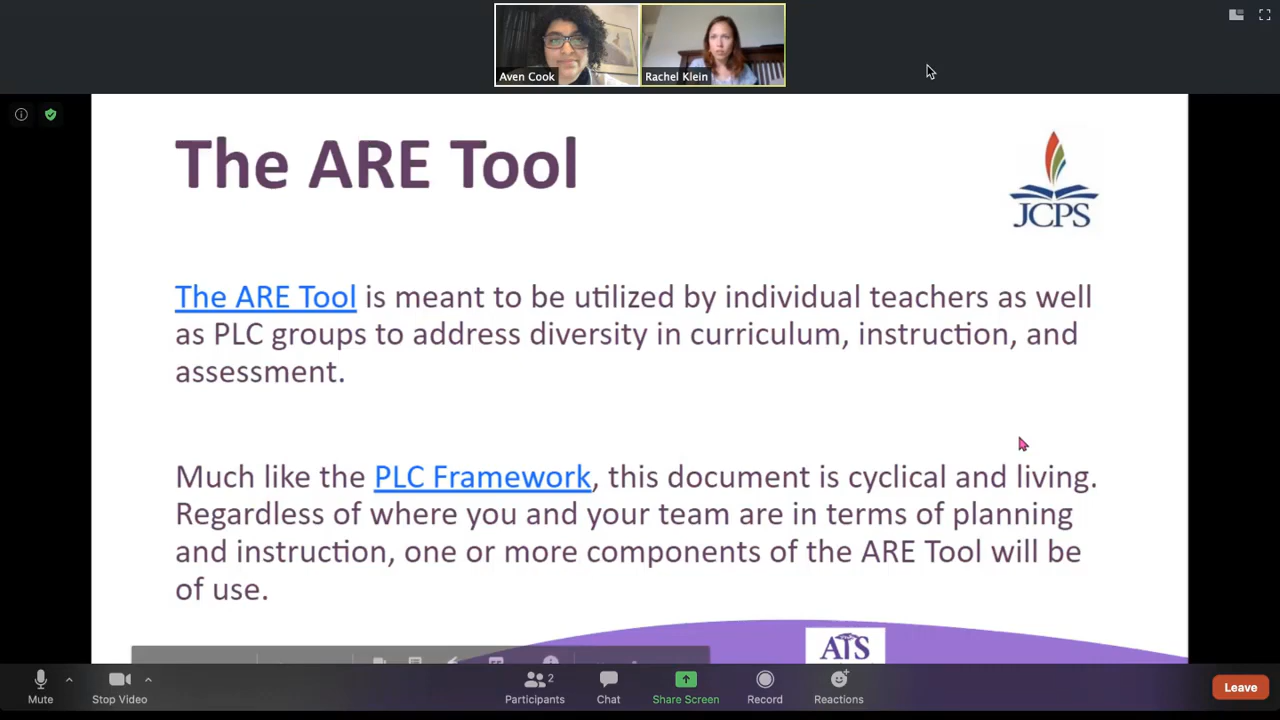 Aven Cook
Rachel Klein
The ARE Tool
JCPS
The ARE Tool is meant to be utilized by individual teachers as well
as PLC groups to address diversity in curriculum, instruction, and
assessment.
Much like the PLC Framework, this document is cyclical and living.
Regardless of where you and your team are in terms of planning
and instruction, one or more components of the ARE Tool will be
of use.
ATS
Mute
Stop Video
Participants
2
Chat
Share Screen
Record
Reactions
Leave